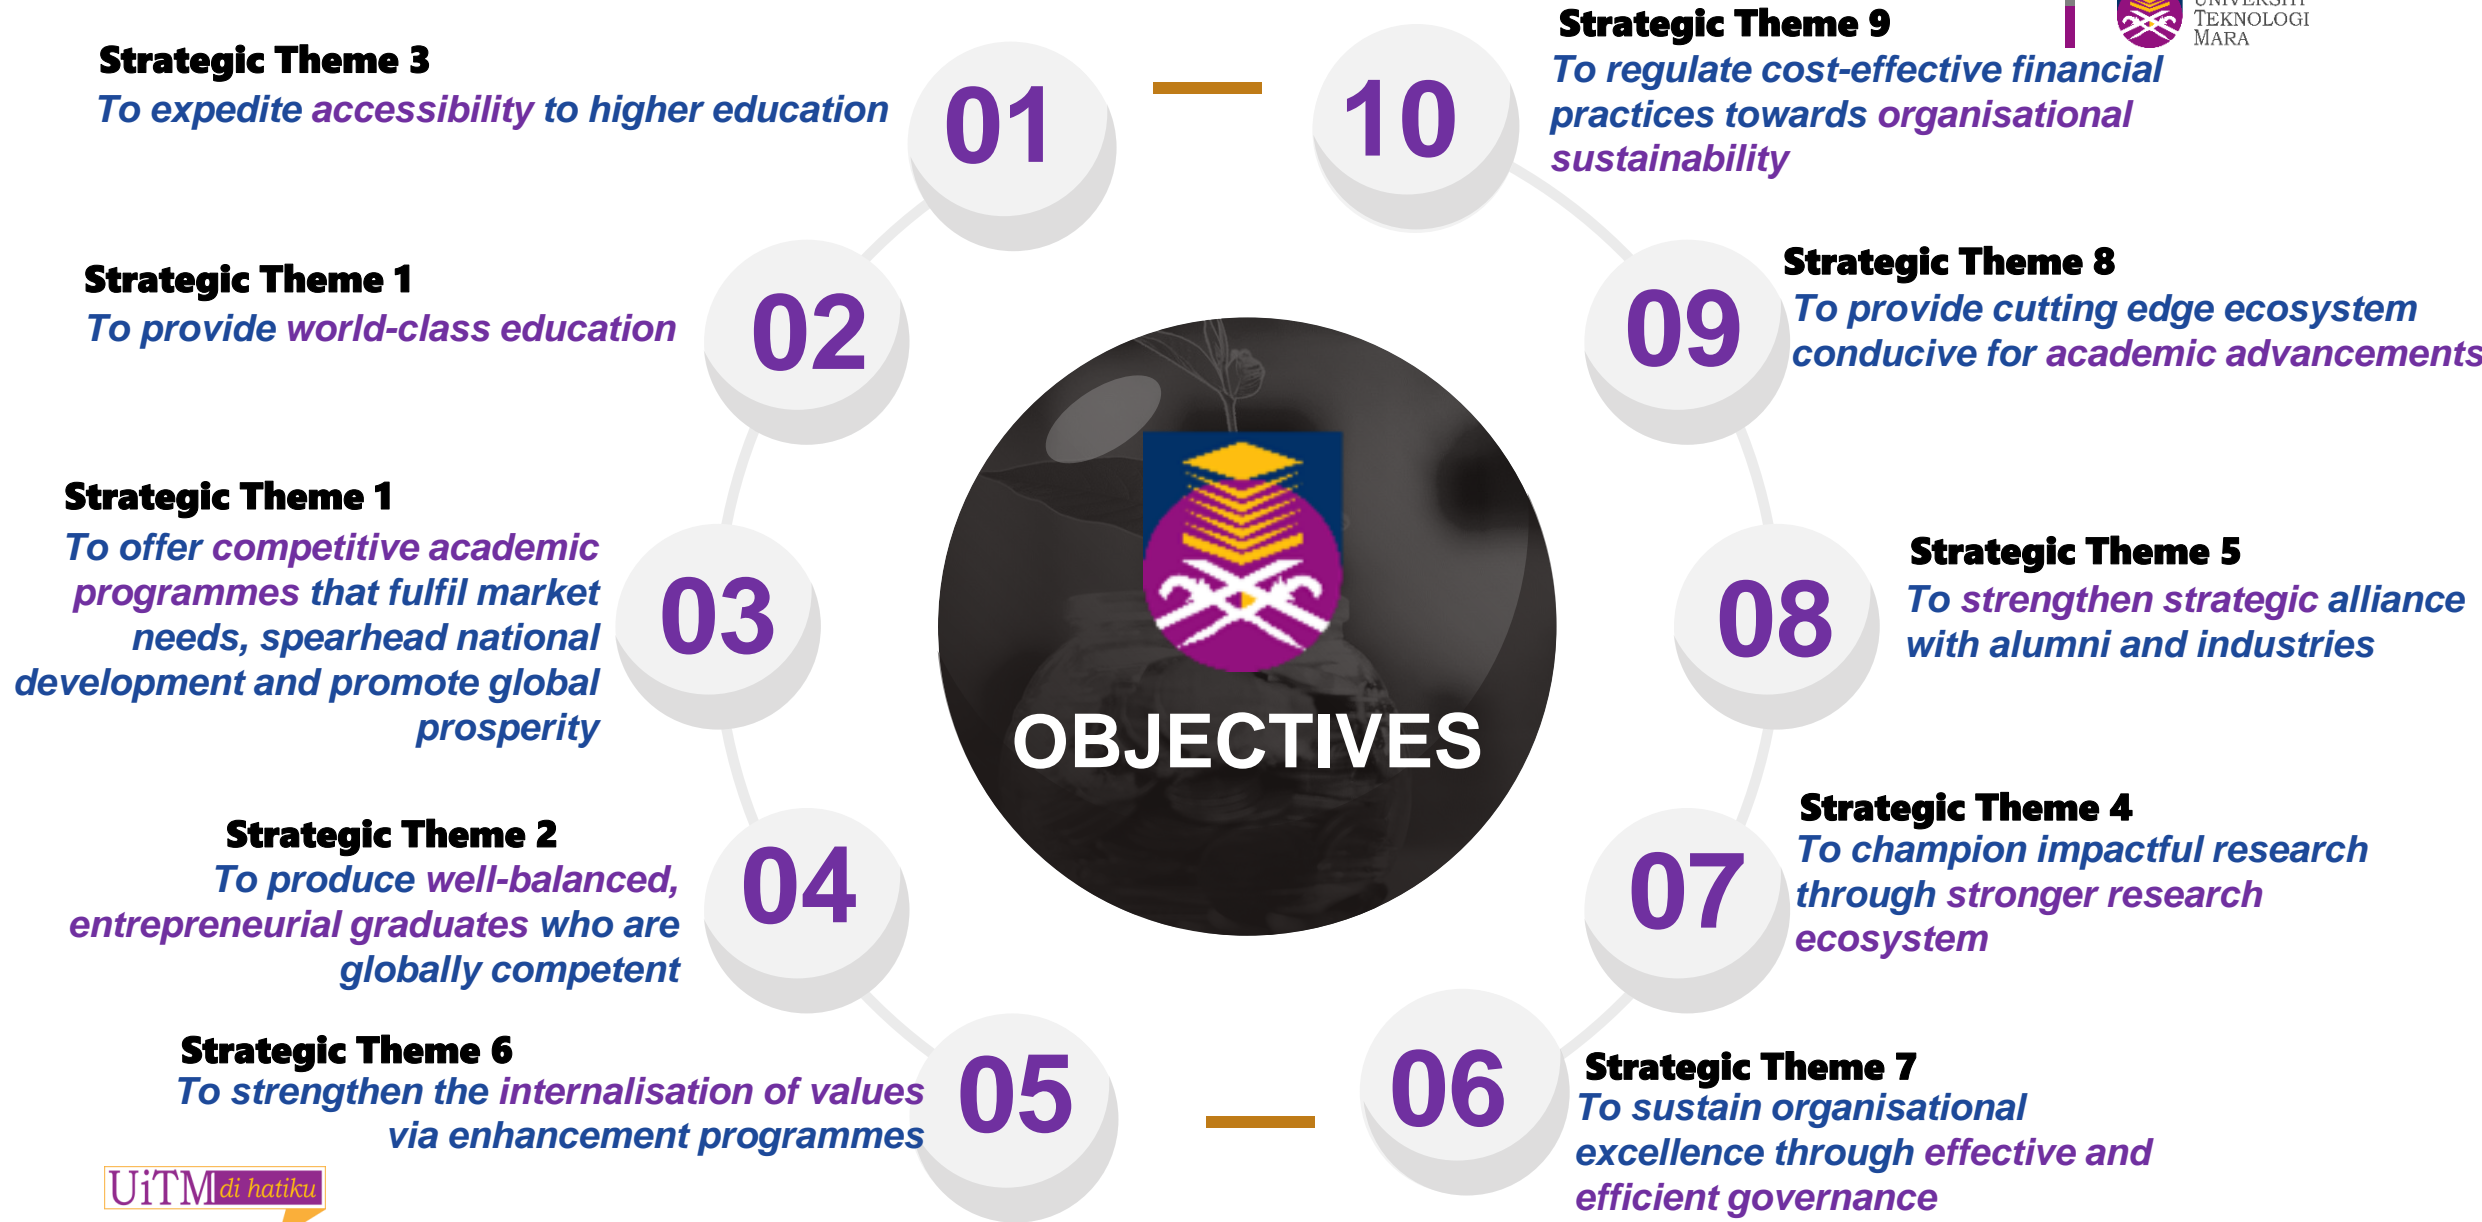 Strategic Theme 3
To expedite accessibility to higher education
01
Strategic Theme 1
To provide world-class education
02
Strategic Theme 1
To offer competitive academic
programmes that fulfil market
needs, spearhead national
development and promote global
prosperity
03
Strategic Theme 2
To produce well-balanced,
entrepreneurial graduates who are
globally competent
04
Strategic Theme 6
To strengthen the internalisation of values
via enhancement programmes
05
OBJECTIVES
10
Strategic Theme 9
To regulate cost-effective financial
practices towards organisational
sustainability
09
Strategic Theme 8
To provide cutting edge ecosystem
conducive for academic advancements
08
Strategic Theme 5
To strengthen strategic alliance
with alumni and industries
07
Strategic Theme 4
To champion impactful research
through stronger research
ecosystem
06
Strategic Theme 7
To sustain organisational
excellence through effective and
efficient governance
UNIVERSITI
TEKNOLOGI
MARA
UiTM di hatiku